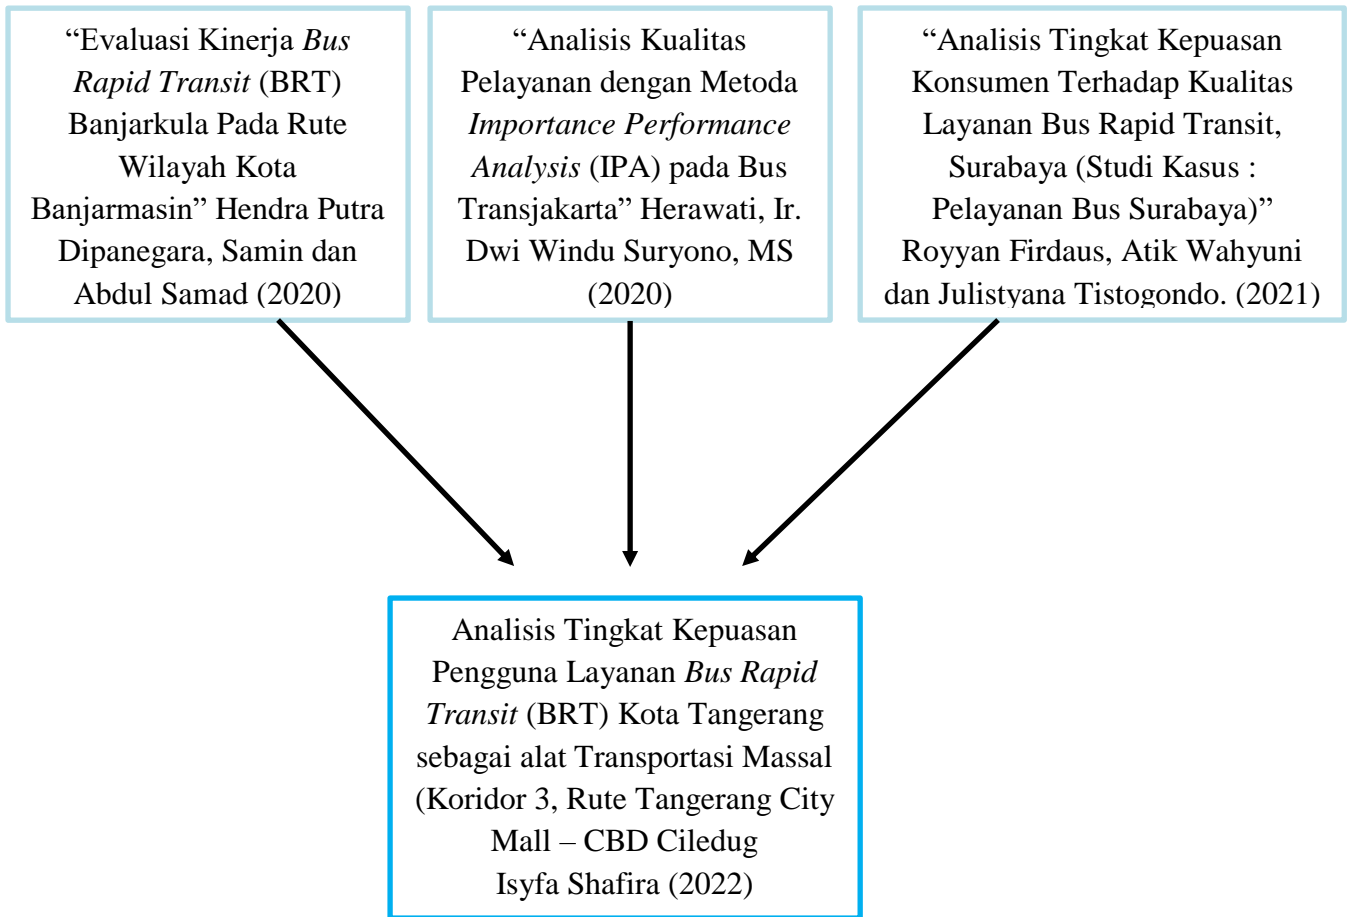 “Evaluasi Kinerja Bus
Rapid Transit (BRT)
Banjarkula Pada Rute
Wilayah Kota
Banjarmasin” Hendra Putra
Dipanegara, Samin dan
Abdul Samad (2020)
“Analisis Kualitas
Pelayanan dengan Metoda
Importance Performance
Analysis (IPA) pada Bus
Transjakarta” Herawati, Ir.
Dwi Windu Suryono, MS
(2020)
“Analisis Tingkat Kepuasan
Konsumen Terhadap Kualitas
Layanan Bus Rapid Transit,
Surabaya (Studi Kasus :
Pelayanan Bus Surabaya)”
Royyan Firdaus, Atik Wahyuni
dan Julistyana Tistogondo. (2021)
Analisis Tingkat Kepuasan
Pengguna Layanan Bus Rapid
Transit (BRT) Kota Tangerang
sebagai alat Transportasi Massal
(Koridor 3, Rute Tangerang City
Mall – CBD Ciledug
Isyfa Shafira (2022)